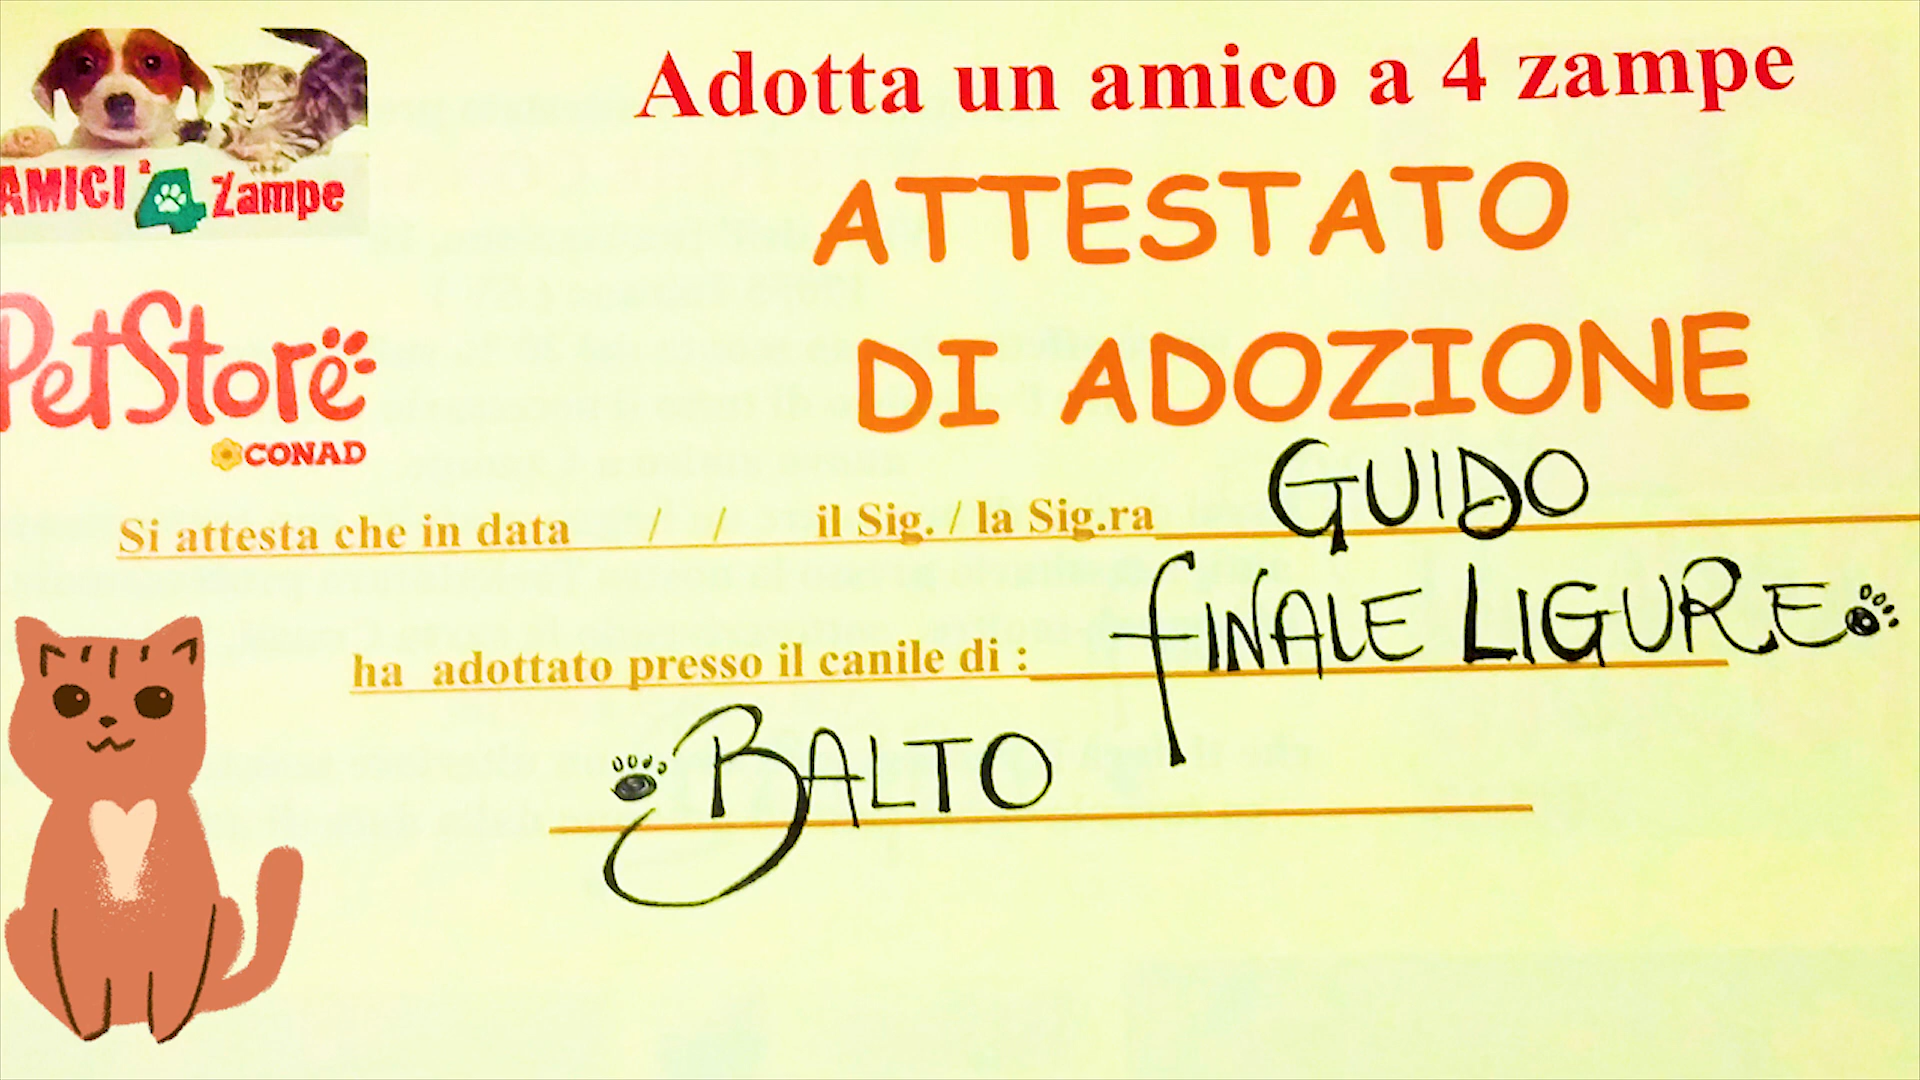 Adotta un amico a 4 zampe
AMICI a 4 Zampe
ATTESTATO
DI ADOZIONE
PetStore
CONAD
Si attesta che in data / / il Sig. / la Sig.ra GUIDO
ha adottato presso il canile di : FINALE LIGURE
BALTO